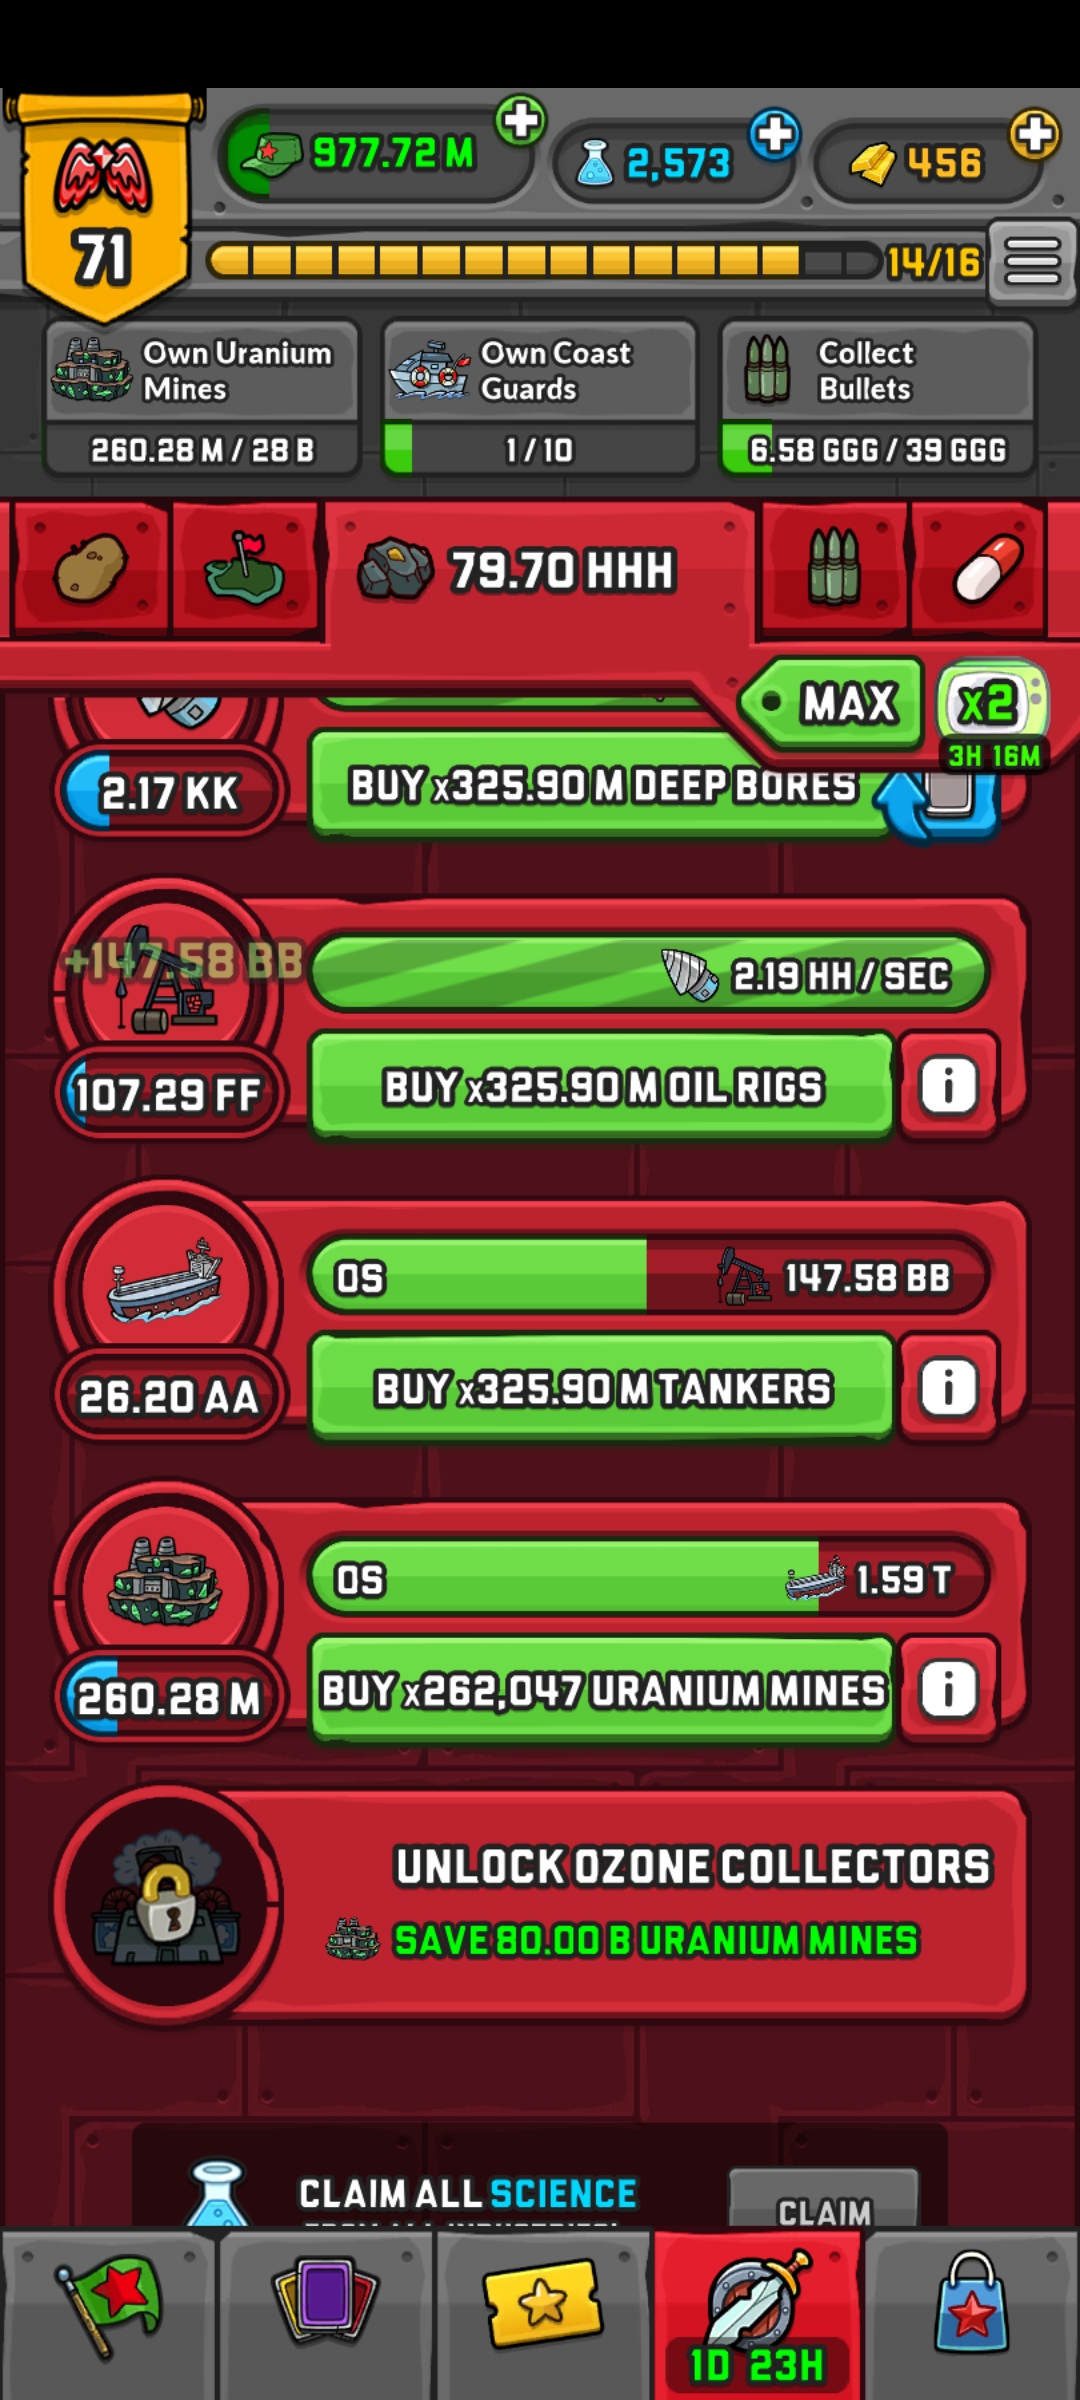 977.72 M
2,573
456
71
14/16
Own Uranium
Mines
260.28 M / 28 B
Own Coast
Guards
1 / 10
Collect
Bullets
6.58 GGG / 39 GGG
79.70 HHH
MAX
x2
3H 16M
2.17 KK
BUY x325.90 M DEEP BORES
+147.58 BB
2.19 HH / SEC
107.29 FF
BUY x325.90 M OIL RIGS
i
0S
147.58 BB
26.20 AA
BUY x325.90 M TANKERS
i
0S
1.59 T
260.28 M
BUY x262,047 URANIUM MINES
i
UNLOCK OZONE COLLECTORS
SAVE 80.00 B URANIUM MINES
CLAIM ALL SCIENCE
CLAIM
1D 23H